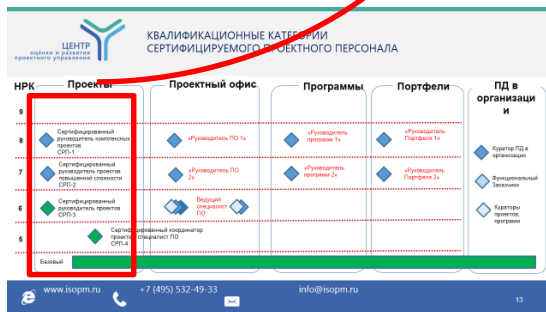 ЦЕНТР
оценки и развития
проектного управления
КВАЛИФИКАЦИОННЫЕ КАТЕГОРИИ
СЕРТИФИЦИРУЕМОГО ПРОЕКТНОГО ПЕРСОНАЛА
НРК
Проекты
Проектный офис
Программы
Портфели
ПД в
организаци
и
9
8
Сертифицированный
руководитель комплексных
проектов
СРП-1
«Руководитель ПО 1»
«Руководитель
программ 1»
«Руководитель
Портфеля 1»
Куратор ПД в
организации
7
Сертифицированный
руководитель проектов
повышенной сложности
СРП-2
«Руководитель ПО
2»
«Руководитель
программ 2»
«Руководитель
Портфеля 2»
Функциональный
Заказчики
6
Сертифицированный
руководитель проектов
СРП-3
Ведущий
специалист
ПО
Кураторы
проектов,
программ
5
Сертифицированный координатор
проектов специалист ПО
СРП-4
Базовый
www.isopm.ru
+7 (495) 532-49-33
info@isopm.ru
13